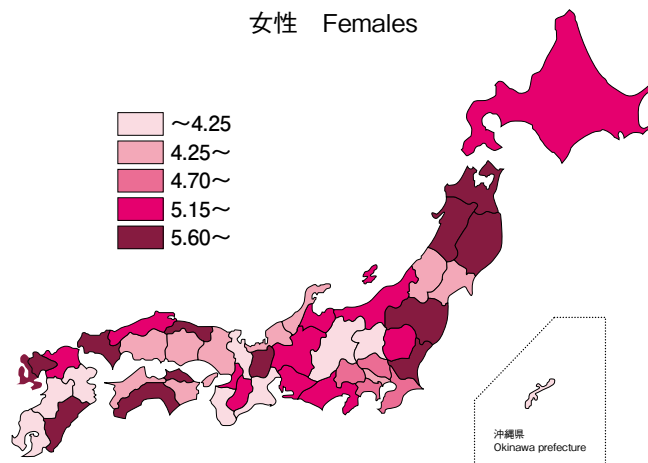 女性 Females
～4.25
4.25～
4.70～
5.15～
5.60～
沖縄県
Okinawa prefecture